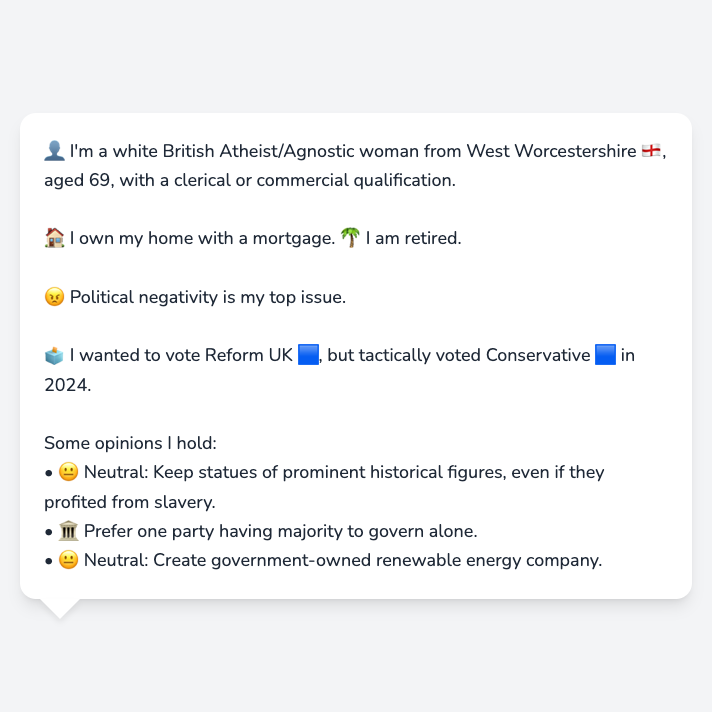 👤 I'm a white British Atheist/Agnostic woman from West Worcestershire 🏴󠁧󠁢󠁥󠁮󠁧󠁿,
aged 69, with a clerical or commercial qualification.
🏠 I own my home with a mortgage. 🌴 I am retired.
😠 Political negativity is my top issue.
🗳️ I wanted to vote Reform UK 🟦, but tactically voted Conservative 🟦 in
2024.
Some opinions I hold:
• 😐 Neutral: Keep statues of prominent historical figures, even if they
profited from slavery.
• 🏛️ Prefer one party having majority to govern alone.
• 😐 Neutral: Create government-owned renewable energy company.